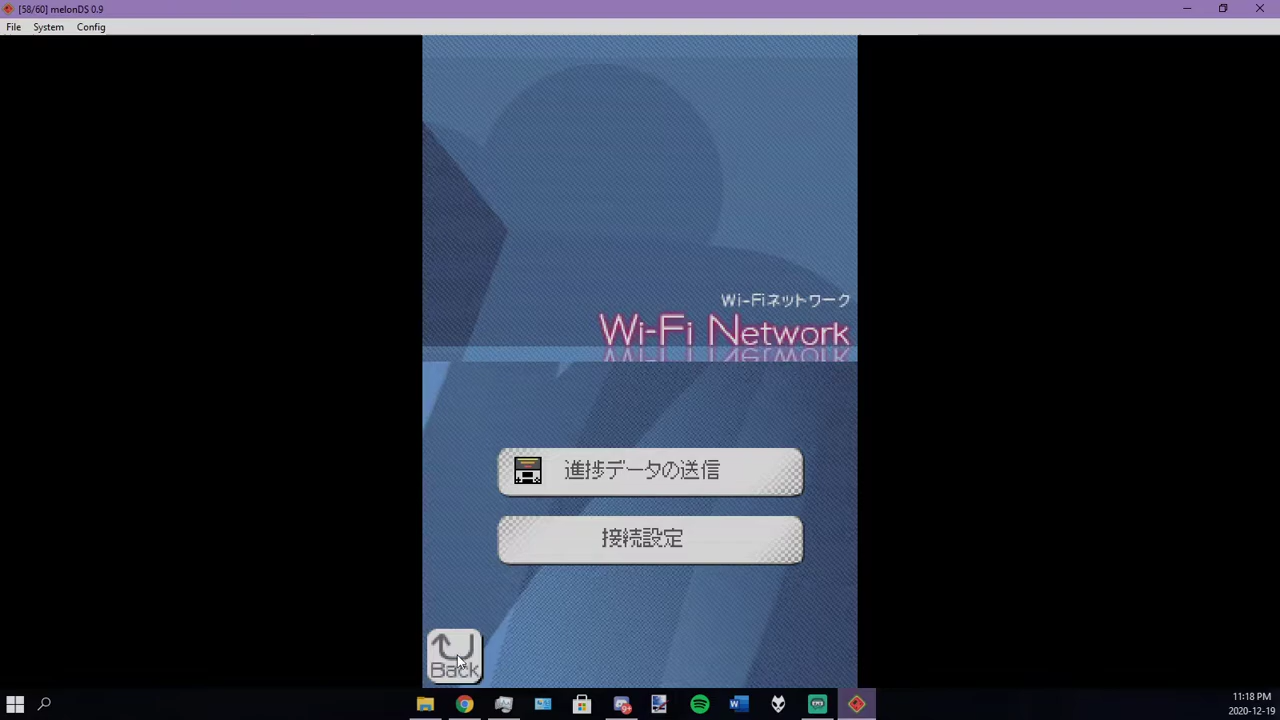 [58/60] melonDS 0.9
File System Config
Wi-Fiネットワーク
Wi-Fi Network
進捗データの送信
接続設定
Back
11:18 PM
2020-12-19